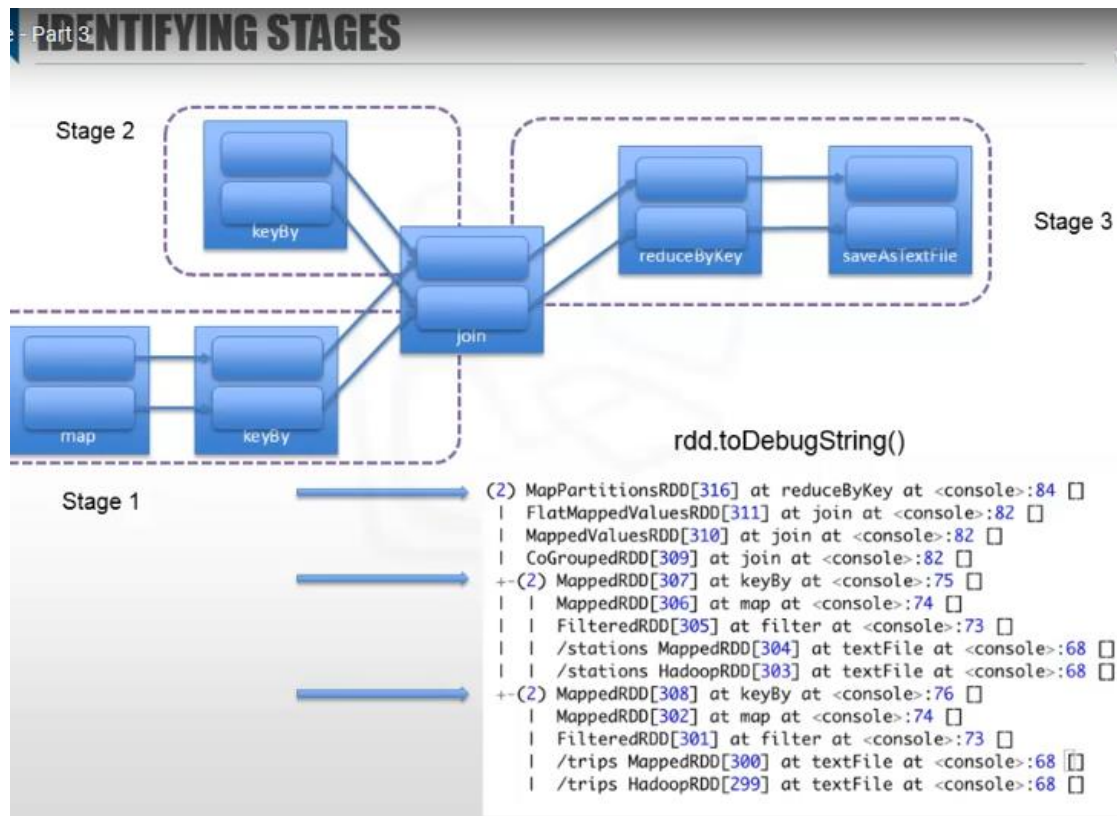 e - Part 3
IDENTIFYING STAGES
Stage 2
keyBy
join
reduceByKey
saveAsTextFile
Stage 3
map
keyBy
Stage 1
rdd.toDebugString()
(2) MapPartitionsRDD[316] at reduceByKey at <console>:84 []
| FlatMappedValuesRDD[311] at join at <console>:82 []
| MappedValuesRDD[310] at join at <console>:82 []
| CoGroupedRDD[309] at join at <console>:82 []
+-(2) MappedRDD[307] at keyBy at <console>:75 []
| | MappedRDD[306] at map at <console>:74 []
| | FilteredRDD[305] at filter at <console>:73 []
| | /stations MappedRDD[304] at textFile at <console>:68 []
| | /stations HadoopRDD[303] at textFile at <console>:68 []
+-(2) MappedRDD[308] at keyBy at <console>:76 []
| MappedRDD[302] at map at <console>:74 []
| FilteredRDD[301] at filter at <console>:73 []
| /trips MappedRDD[300] at textFile at <console>:68 []
| /trips HadoopRDD[299] at textFile at <console>:68 []